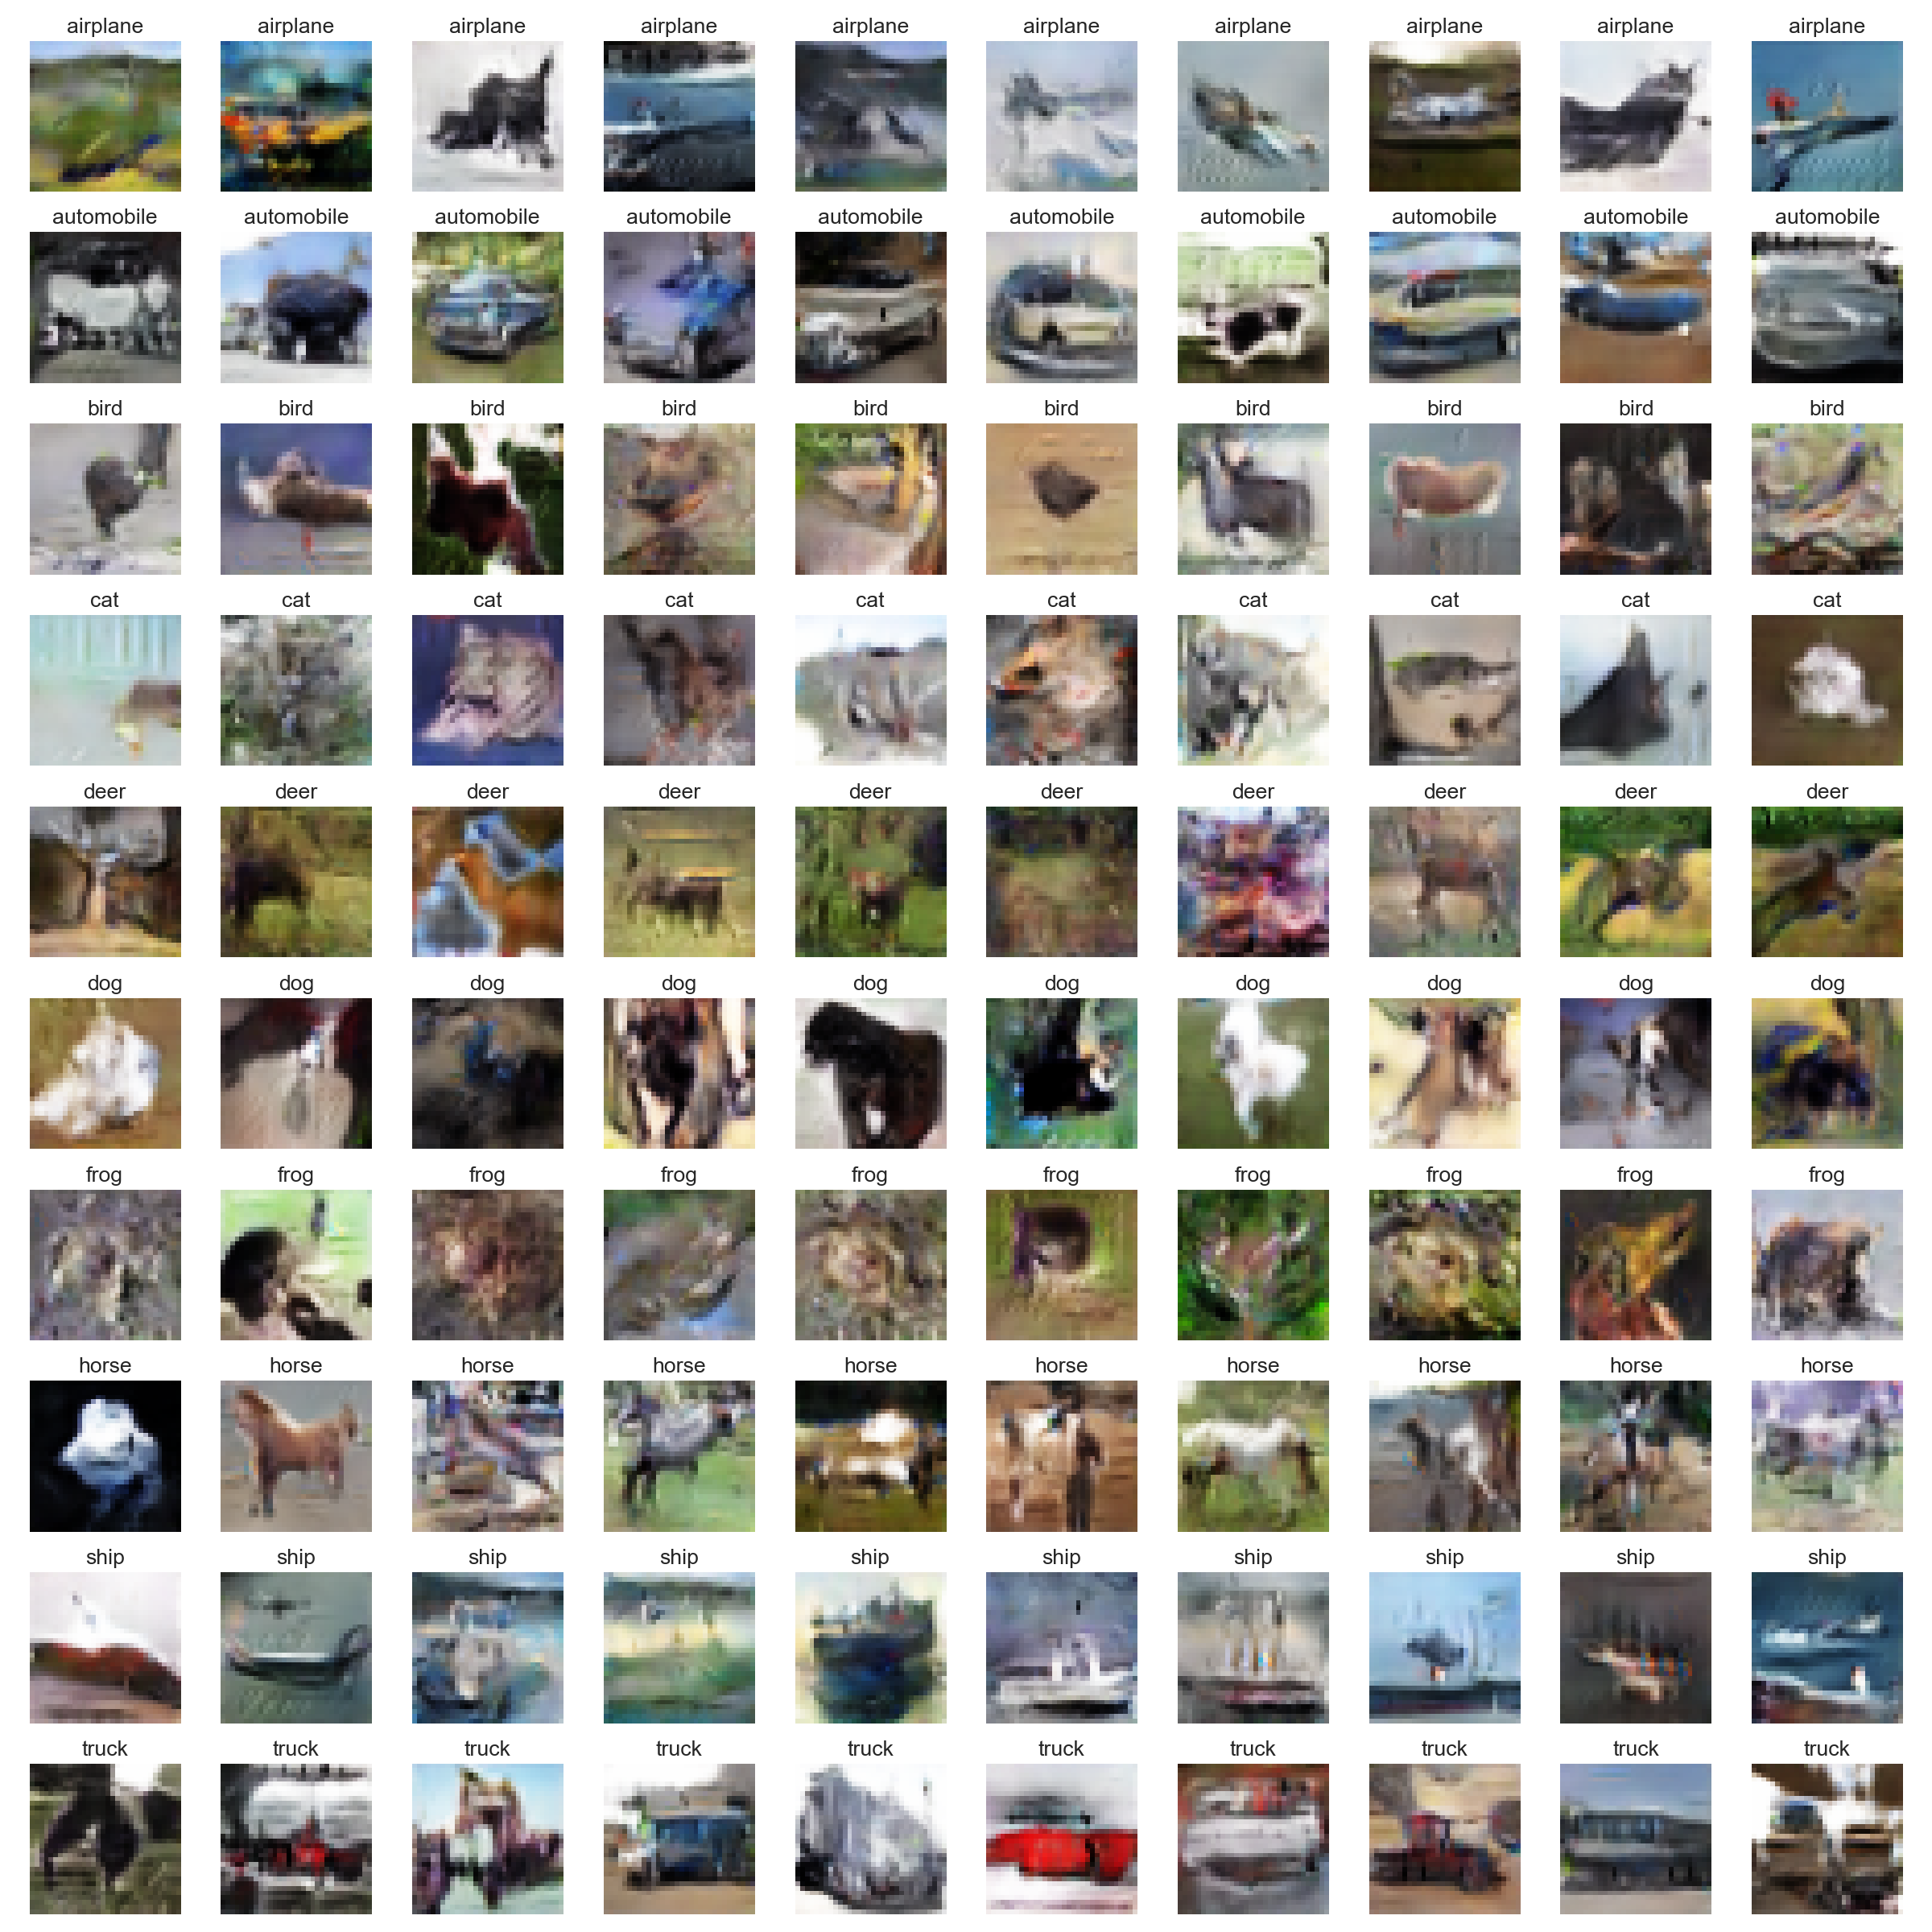 airplane airplane airplane airplane airplane airplane airplane airplane airplane airplane
automobile automobile automobile automobile automobile automobile automobile automobile automobile automobile
bird bird bird bird bird bird bird bird bird bird
cat cat cat cat cat cat cat cat cat cat
deer deer deer deer deer deer deer deer deer deer
dog dog dog dog dog dog dog dog dog dog
frog frog frog frog frog frog frog frog frog frog
horse horse horse horse horse horse horse horse horse horse
ship ship ship ship ship ship ship ship ship ship
truck truck truck truck truck truck truck truck truck truck